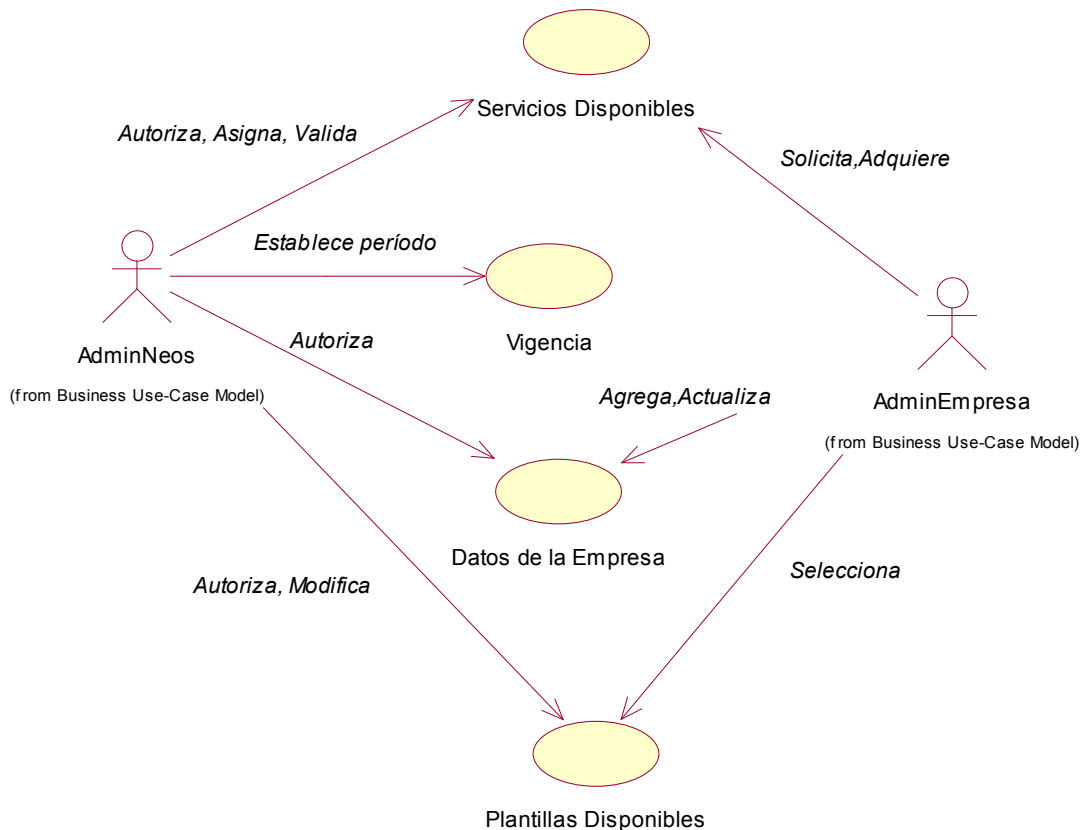 Servicios Disponibles
Autoriza, Asigna, Valida
Solicita,Adquiere
Establece período
Autoriza
Vigencia
AdminNeos
(from Business Use-Case Model)
Agrega,Actualiza
AdminEmpresa
(from Business Use-Case Model)
Datos de la Empresa
Autoriza, Modifica
Selecciona
Plantillas Disponibles